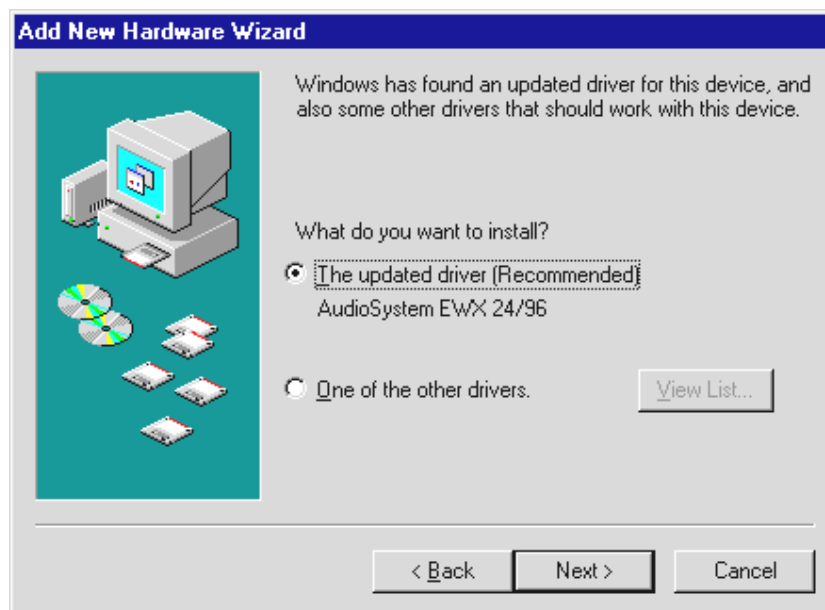 Add New Hardware Wizard
Windows has found an updated driver for this device, and
also some other drivers that should work with this device.
What do you want to install?
The updated driver (Recommended)
AudioSystem EWX 24/96
One of the other drivers.
View List...
< Back
Next >
Cancel